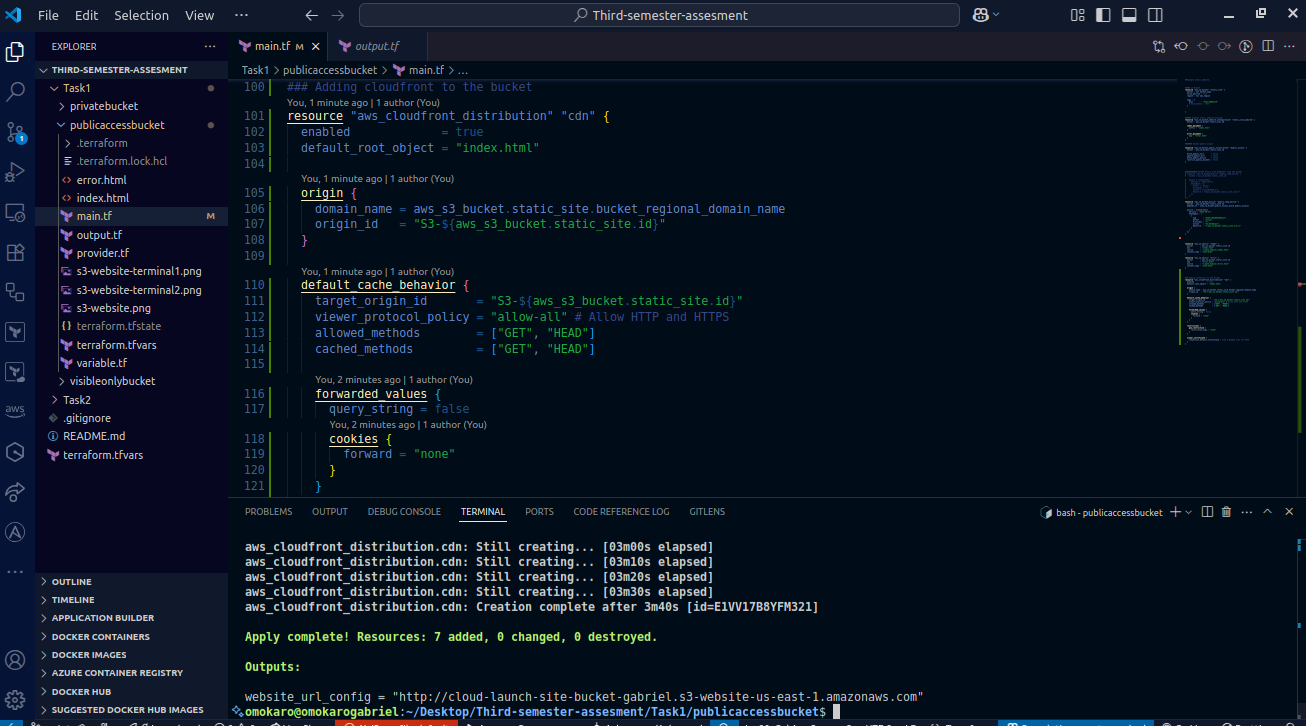 File Edit Selection View ··· Third-semester-assesment
EXPLORER ···
THIRD-SEMESTER-ASSESMENT
Task1
privatebucket
publicaccessbucket
.terraform
.terraform.lock.hcl
error.html
index.html
main.tf M
output.tf
provider.tf
s3-website-terminal1.png
s3-website-terminal2.png
s3-website.png
terraform.tfstate
terraform.tfvars
variable.tf
visibleonlybucket
Task2
.gitignore
README.md
terraform.tfvars
OUTLINE
TIMELINE
APPLICATION BUILDER
DOCKER CONTAINERS
DOCKER IMAGES
AZURE CONTAINER REGISTRY
DOCKER HUB
SUGGESTED DOCKER HUB IMAGES
1
aws
main.tf M output.tf
Task1 > publicaccessbucket > main.tf > ...
100 ### Adding cloudfront to the bucket
You, 1 minute ago | 1 author (You)
101 resource "aws_cloudfront_distribution" "cdn" {
102 enabled = true
103 default_root_object = "index.html"
104
You, 1 minute ago | 1 author (You)
105 origin {
106 domain_name = aws_s3_bucket.static_site.bucket_regional_domain_name
107 origin_id = "S3-${aws_s3_bucket.static_site.id}"
108 }
109
You, 1 minute ago | 1 author (You)
110 default_cache_behavior {
111 target_origin_id = "S3-${aws_s3_bucket.static_site.id}"
112 viewer_protocol_policy = "allow-all" # Allow HTTP and HTTPS
113 allowed_methods = ["GET", "HEAD"]
114 cached_methods = ["GET", "HEAD"]
115
You, 2 minutes ago | 1 author (You)
116 forwarded_values {
117 query_string = false
You, 2 minutes ago | 1 author (You)
118 cookies {
119 forward = "none"
120 }
121 }
PROBLEMS OUTPUT DEBUG CONSOLE TERMINAL PORTS CODE REFERENCE LOG GITLENS bash - publicaccessbucket
aws_cloudfront_distribution.cdn: Still creating... [03m00s elapsed]
aws_cloudfront_distribution.cdn: Still creating... [03m10s elapsed]
aws_cloudfront_distribution.cdn: Still creating... [03m20s elapsed]
aws_cloudfront_distribution.cdn: Still creating... [03m30s elapsed]
aws_cloudfront_distribution.cdn: Creation complete after 3m40s [id=E1VV17B8YFM321]
Apply complete! Resources: 7 added, 0 changed, 0 destroyed.
Outputs:
website_url_config = "http://cloud-launch-site-bucket-gabriel.s3-website-us-east-1.amazonaws.com"
omokaro@omokarogabriel:~/Desktop/Third-semester-assesment/Task1/publicaccessbucket$